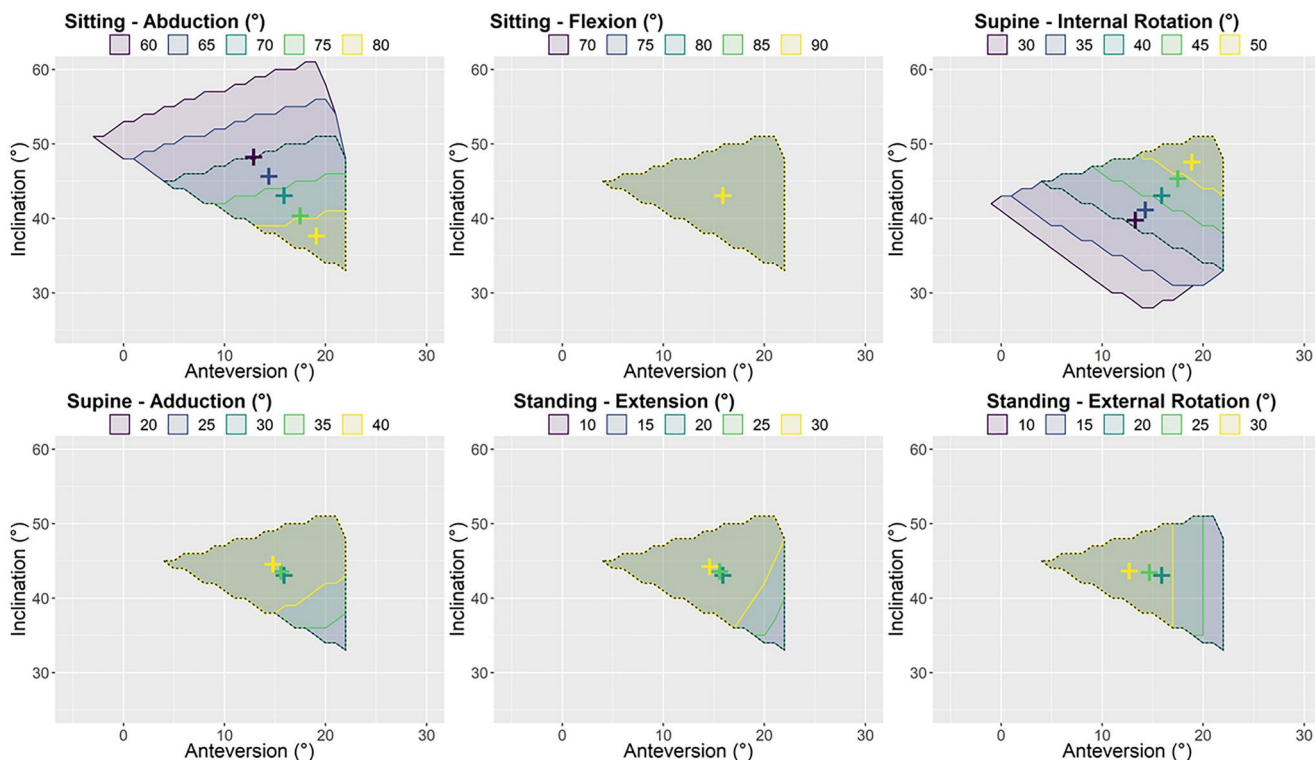 Sitting - Abduction (°)
60 65 70 75 80
Inclination (°)
60
50
40
30
0 10 20 30
Anteversion (°)
Sitting - Flexion (°)
70 75 80 85 90
Inclination (°)
60
50
40
30
0 10 20 30
Anteversion (°)
Supine - Internal Rotation (°)
30 35 40 45 50
Inclination (°)
60
50
40
30
0 10 20 30
Anteversion (°)
Supine - Adduction (°)
20 25 30 35 40
Inclination (°)
60
50
40
30
0 10 20 30
Anteversion (°)
Standing - Extension (°)
10 15 20 25 30
Inclination (°)
60
50
40
30
0 10 20 30
Anteversion (°)
Standing - External Rotation (°)
10 15 20 25 30
Inclination (°)
60
50
40
30
0 10 20 30
Anteversion (°)